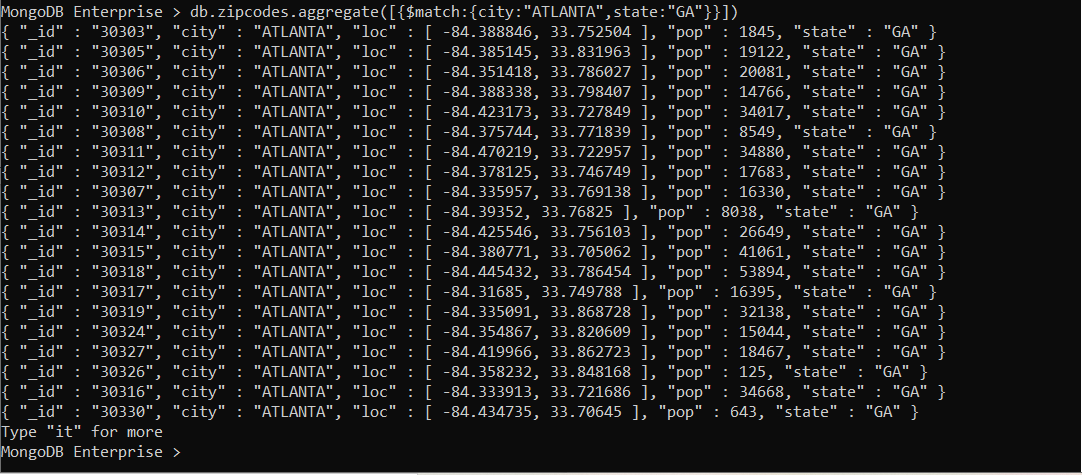 MongoDB Enterprise > db.zipcodes.aggregate([{$match:{city:"ATLANTA",state:"GA"}}])
{ "_id" : "30303", "city" : "ATLANTA", "loc" : [ -84.388846, 33.752504 ], "pop" : 1845, "state" : "GA" }
{ "_id" : "30305", "city" : "ATLANTA", "loc" : [ -84.385145, 33.831963 ], "pop" : 19122, "state" : "GA" }
{ "_id" : "30306", "city" : "ATLANTA", "loc" : [ -84.351418, 33.786027 ], "pop" : 20081, "state" : "GA" }
{ "_id" : "30309", "city" : "ATLANTA", "loc" : [ -84.388338, 33.798407 ], "pop" : 14766, "state" : "GA" }
{ "_id" : "30310", "city" : "ATLANTA", "loc" : [ -84.423173, 33.727849 ], "pop" : 34017, "state" : "GA" }
{ "_id" : "30308", "city" : "ATLANTA", "loc" : [ -84.375744, 33.771839 ], "pop" : 8549, "state" : "GA" }
{ "_id" : "30311", "city" : "ATLANTA", "loc" : [ -84.470219, 33.722957 ], "pop" : 34880, "state" : "GA" }
{ "_id" : "30312", "city" : "ATLANTA", "loc" : [ -84.378125, 33.746749 ], "pop" : 17683, "state" : "GA" }
{ "_id" : "30307", "city" : "ATLANTA", "loc" : [ -84.335957, 33.769138 ], "pop" : 16330, "state" : "GA" }
{ "_id" : "30313", "city" : "ATLANTA", "loc" : [ -84.39352, 33.76825 ], "pop" : 8038, "state" : "GA" }
{ "_id" : "30314", "city" : "ATLANTA", "loc" : [ -84.425546, 33.756103 ], "pop" : 26649, "state" : "GA" }
{ "_id" : "30315", "city" : "ATLANTA", "loc" : [ -84.380771, 33.705062 ], "pop" : 41061, "state" : "GA" }
{ "_id" : "30318", "city" : "ATLANTA", "loc" : [ -84.445432, 33.786454 ], "pop" : 53894, "state" : "GA" }
{ "_id" : "30317", "city" : "ATLANTA", "loc" : [ -84.31685, 33.749788 ], "pop" : 16395, "state" : "GA" }
{ "_id" : "30319", "city" : "ATLANTA", "loc" : [ -84.335091, 33.868728 ], "pop" : 32138, "state" : "GA" }
{ "_id" : "30324", "city" : "ATLANTA", "loc" : [ -84.354867, 33.820609 ], "pop" : 15044, "state" : "GA" }
{ "_id" : "30327", "city" : "ATLANTA", "loc" : [ -84.419966, 33.862723 ], "pop" : 18467, "state" : "GA" }
{ "_id" : "30326", "city" : "ATLANTA", "loc" : [ -84.358232, 33.848168 ], "pop" : 125, "state" : "GA" }
{ "_id" : "30316", "city" : "ATLANTA", "loc" : [ -84.333913, 33.721686 ], "pop" : 34668, "state" : "GA" }
{ "_id" : "30330", "city" : "ATLANTA", "loc" : [ -84.434735, 33.70645 ], "pop" : 643, "state" : "GA" }
Type "it" for more
MongoDB Enterprise >